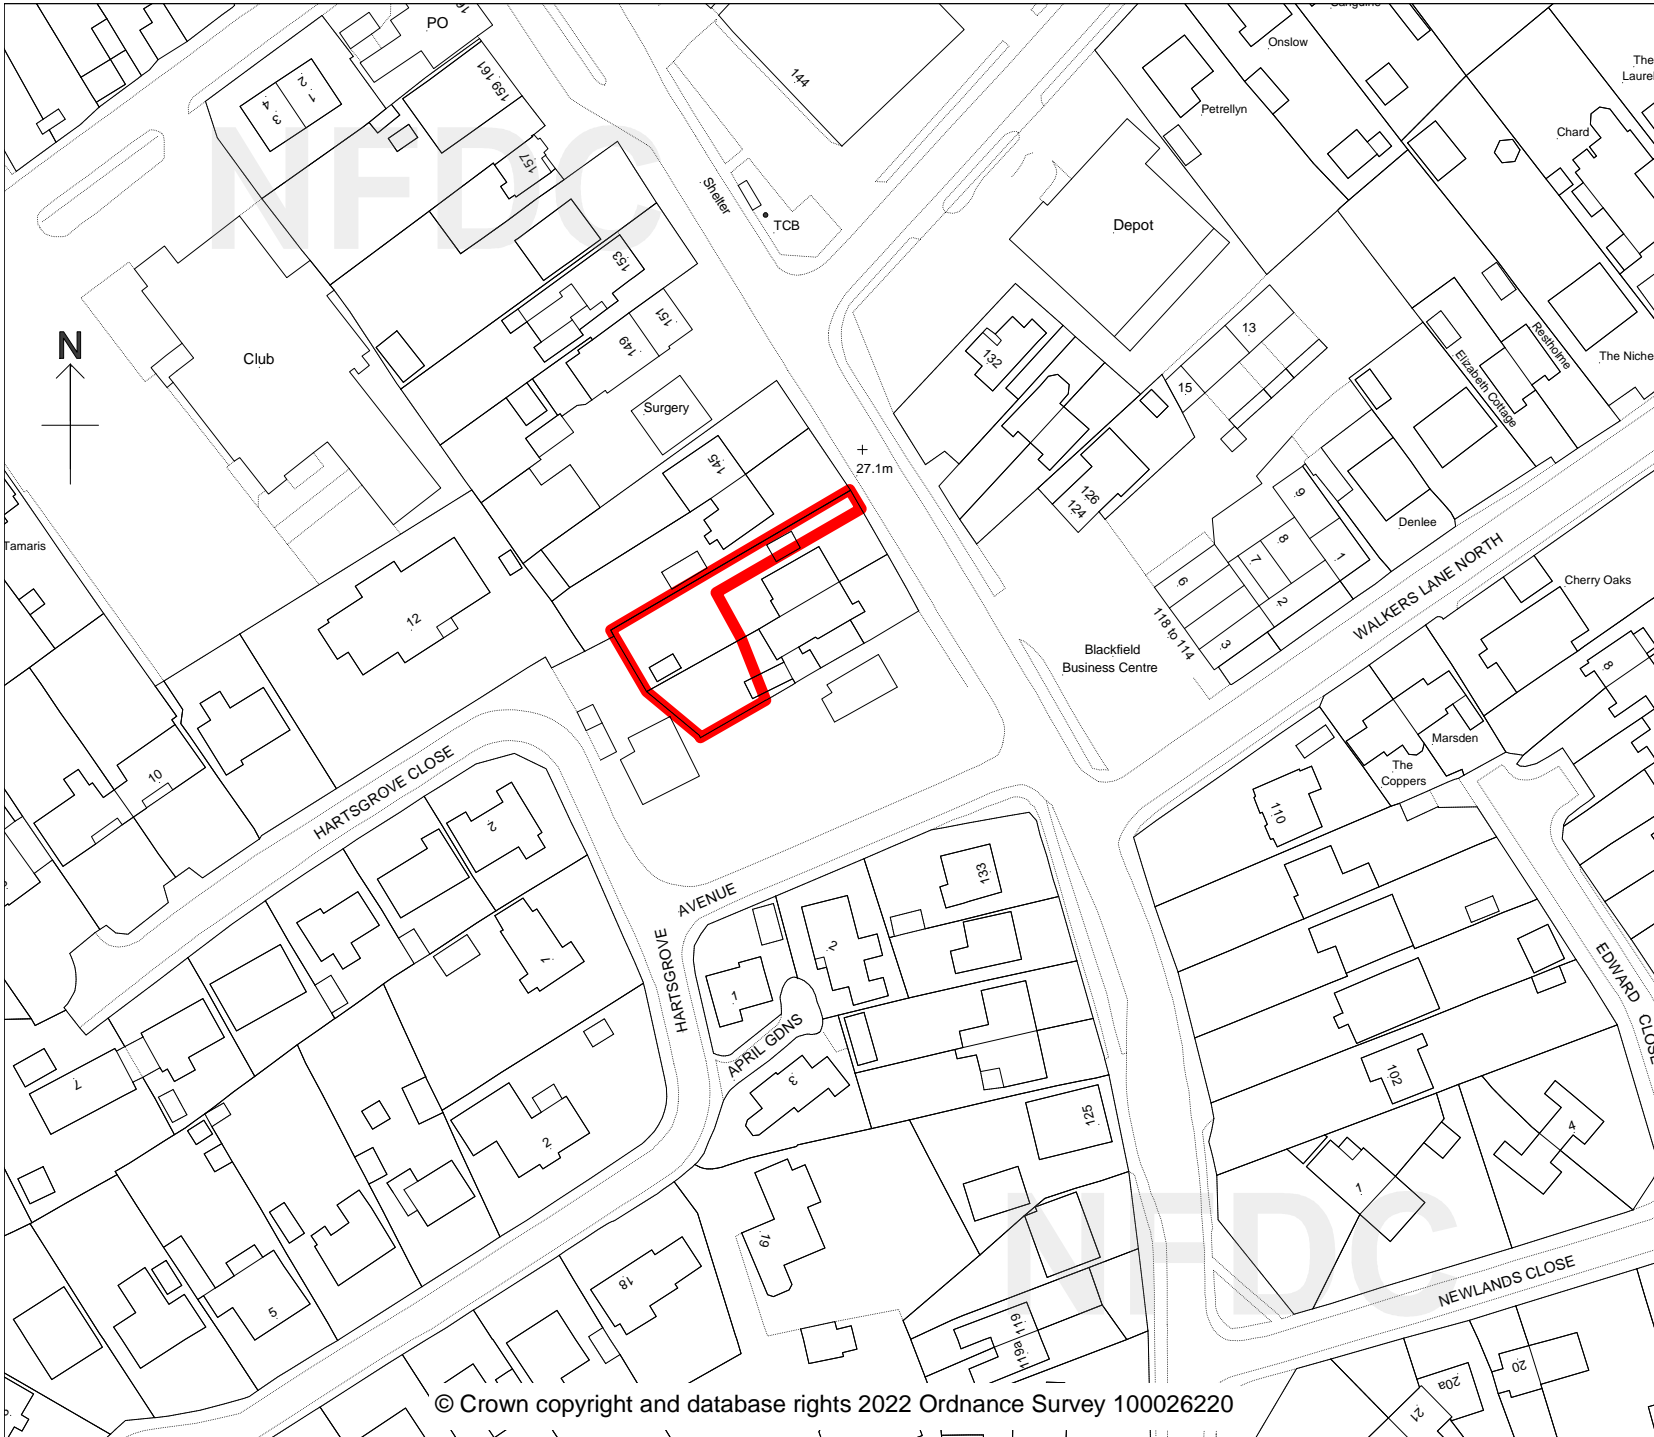 PO
Onslow
The
Laurel
144
1
2
3
4
159 161
Petrellyn
Chard
NFDC
157
Shelter
TCB
Depot
153
151
149
13
132
15
Restholme
Elizabeth Cottage
The Niche
N
Club
Surgery
145
27.1m
126
124
9
8
7
6
1
2
3
Denlee
WALKERS LANE NORTH
Tamaris
12
118 to 114
Cherry Oaks
Blackfield
Business Centre
8
Marsden
The
Coppers
10
HARTSGROVE CLOSE
2
110
133
AVENUE
HARTSGROVE
2
1
1
APRIL GDNS
3
EDWARD CLOSE
7
2
125
102
4
1
19
18
5
NFDC
NEWLANDS CLOSE
119
119a
20
20a
21
© Crown copyright and database rights 2022 Ordnance Survey 100026220